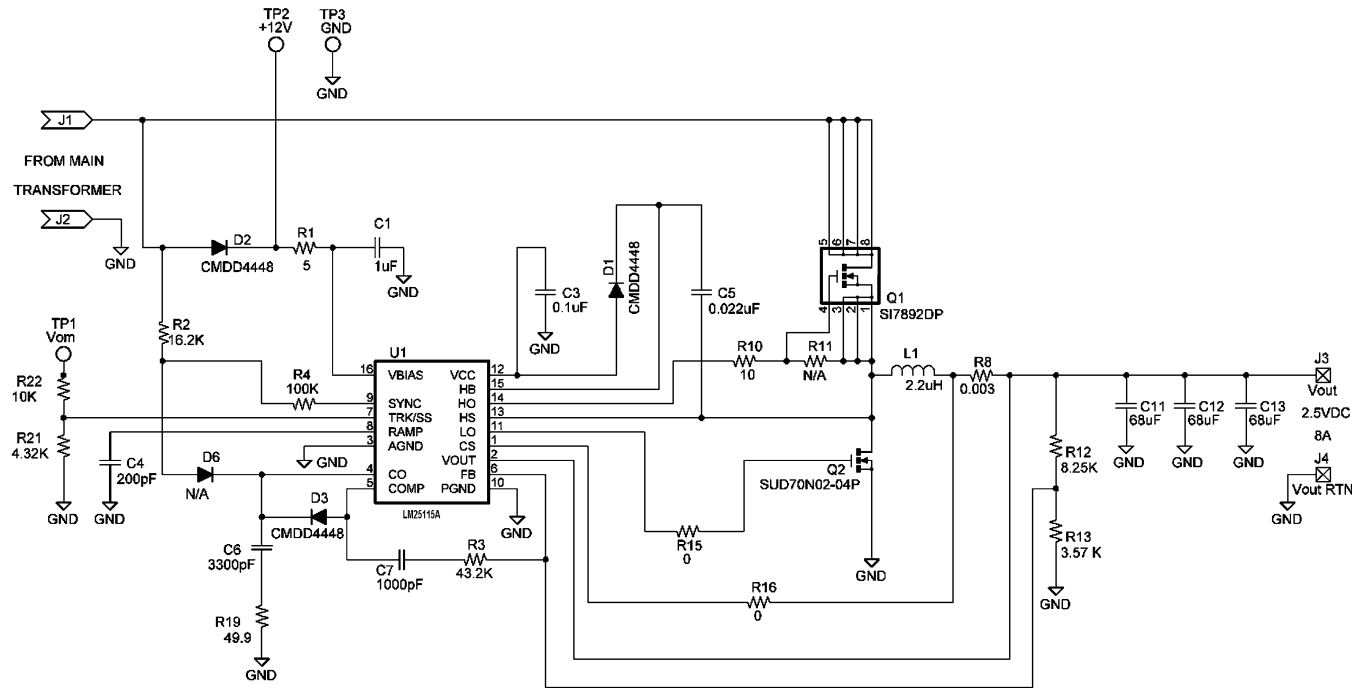 TP2
+12V
TP3
GND
GND
J1
FROM MAIN
TRANSFORMER
J2
GND
D2
CMDD4448
R1
5
C1
1uF
GND
R2
16.2K
TP1
Vom
R22
10K
R21
4.32K
GND
C4
200pF
GND
R4
100K
D6
N/A
GND
D3
CMDD4448
C6
3300pF
R19
49.9
GND
C7
1000pF
R3
43.2K
U1
16 VBIAS VCC 12
HB 15
9 SYNC HO 14
7 TRK/SS HS 13
8 RAMP LO 11
3 AGND CS 1
VOUT 2
4 CO FB 6
5 COMP PGND 10
LM25115A
GND
C3
0.1uF
GND
D1
CMDD4448
C5
0.022uF
5 6 7 8
4 3 2 1
Q1
SI7892DP
R10
10
R11
N/A
L1
2.2uH
R8
0.003
Q2
SUD70N02-04P
GND
R15
0
R16
0
C11
68uF
GND
C12
68uF
GND
C13
68uF
GND
R12
8.25K
R13
3.57 K
GND
J3
Vout
2.5VDC
8A
J4
Vout RTN
GND